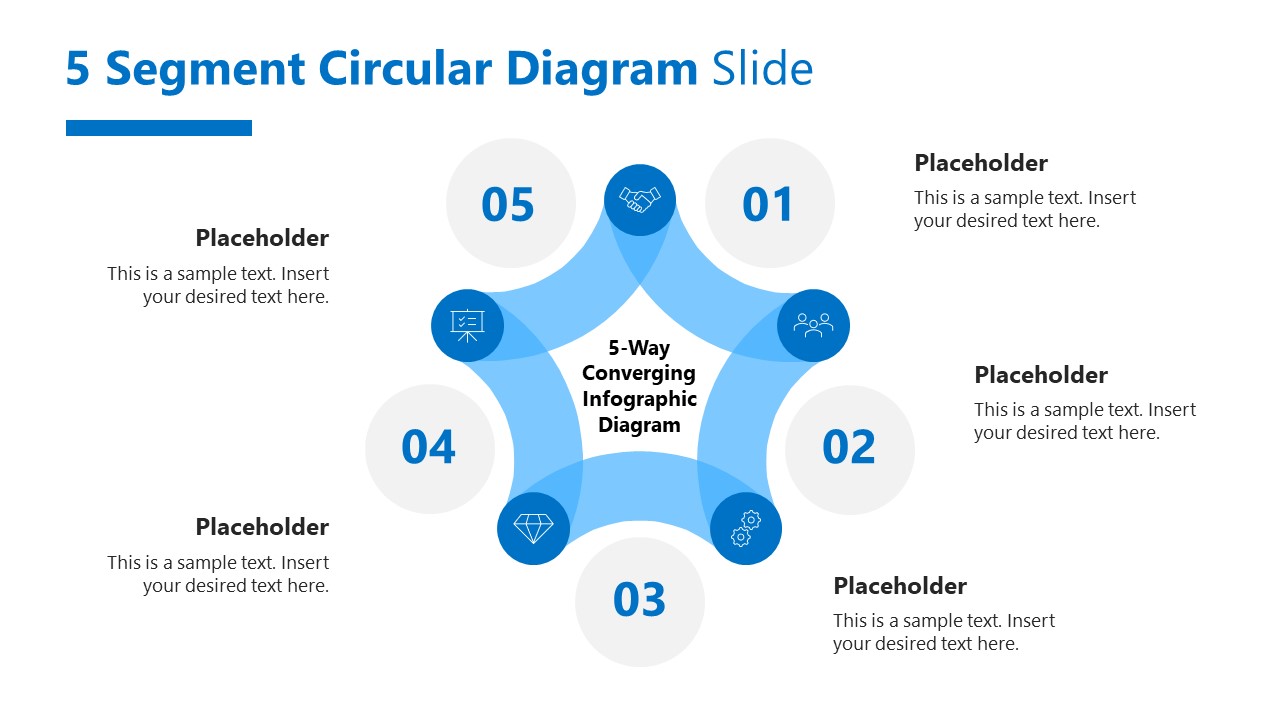 5 Segment Circular Diagram Slide
05
01
Placeholder
This is a sample text. Insert
your desired text here.
Placeholder
This is a sample text. Insert
your desired text here.
5-Way
Converging
Infographic
Diagram
04
02
Placeholder
This is a sample text. Insert
your desired text here.
Placeholder
This is a sample text. Insert
your desired text here.
03
Placeholder
This is a sample text. Insert
your desired text here.